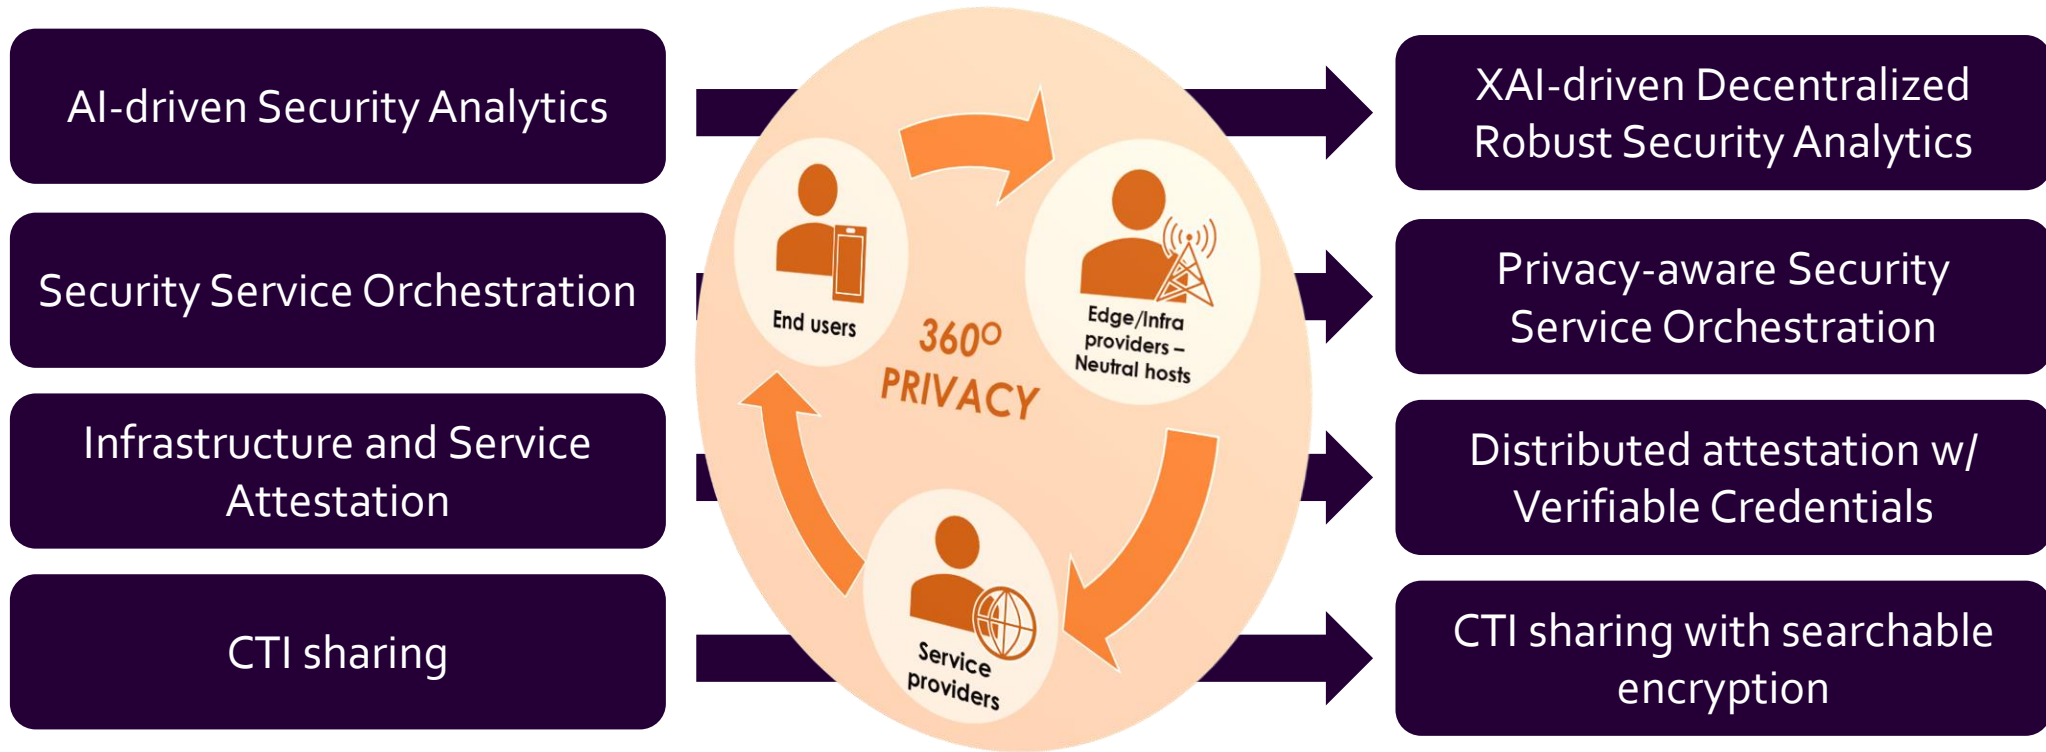 AI-driven Security Analytics
Security Service Orchestration
Infrastructure and Service
Attestation
CTI sharing
End users
360º
PRIVACY
Edge/Infra
providers –
Neutral hosts
Service
providers
XAI-driven Decentralized
Robust Security Analytics
Privacy-aware Security
Service Orchestration
Distributed attestation w/
Verifiable Credentials
CTI sharing with searchable
encryption